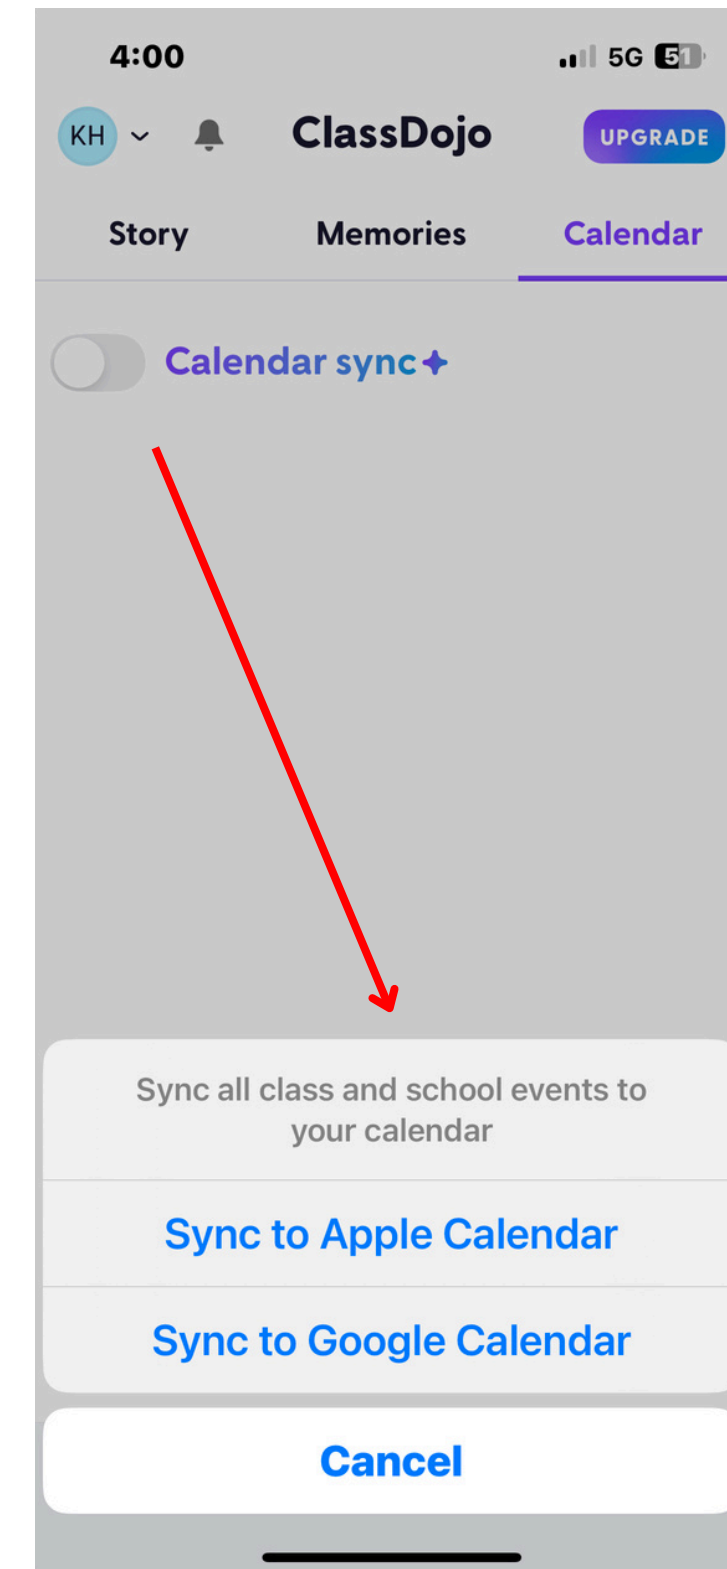 4:00 5G 51
KH ClassDojo UPGRADE
Story Memories Calendar
Calendar sync
Sync all class and school events to
your calendar
Sync to Apple Calendar
Sync to Google Calendar
Cancel